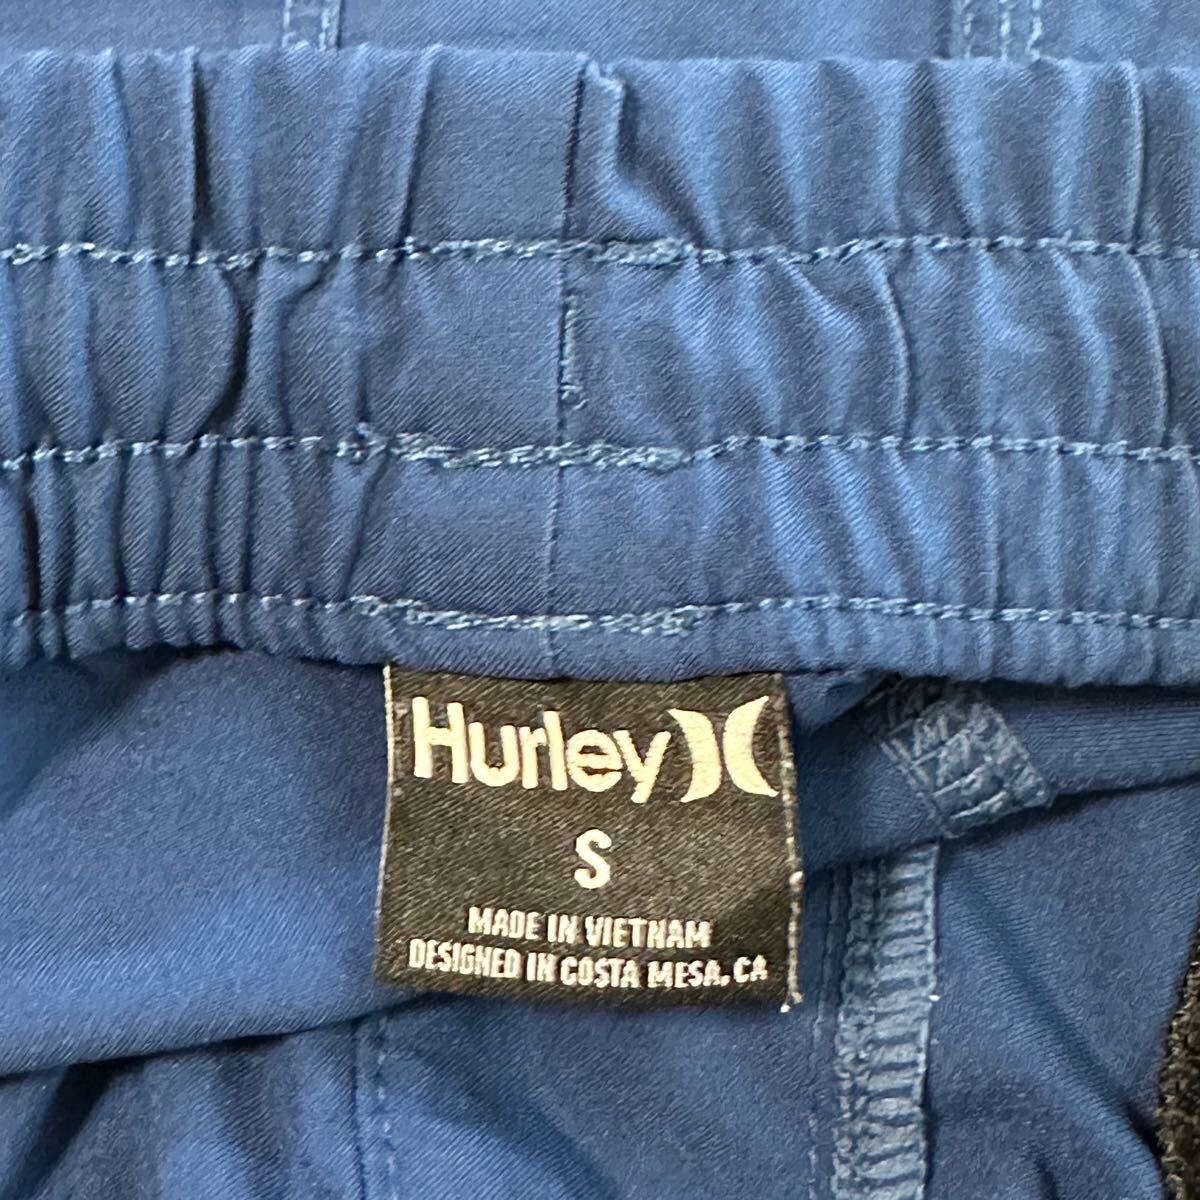 Hurley
S
MADE IN VIETNAM
DESIGNED IN COSTA MESA, CA